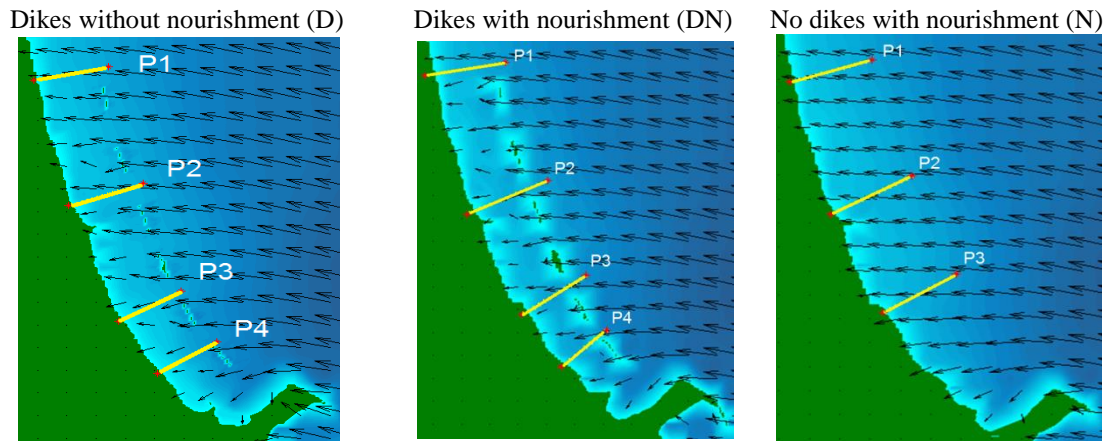 Dikes without nourishment (D)
Dikes with nourishment (DN)
No dikes with nourishment (N)
P1
P2
P3
P4
P1
P2
P3
P4
P1
P2
P3